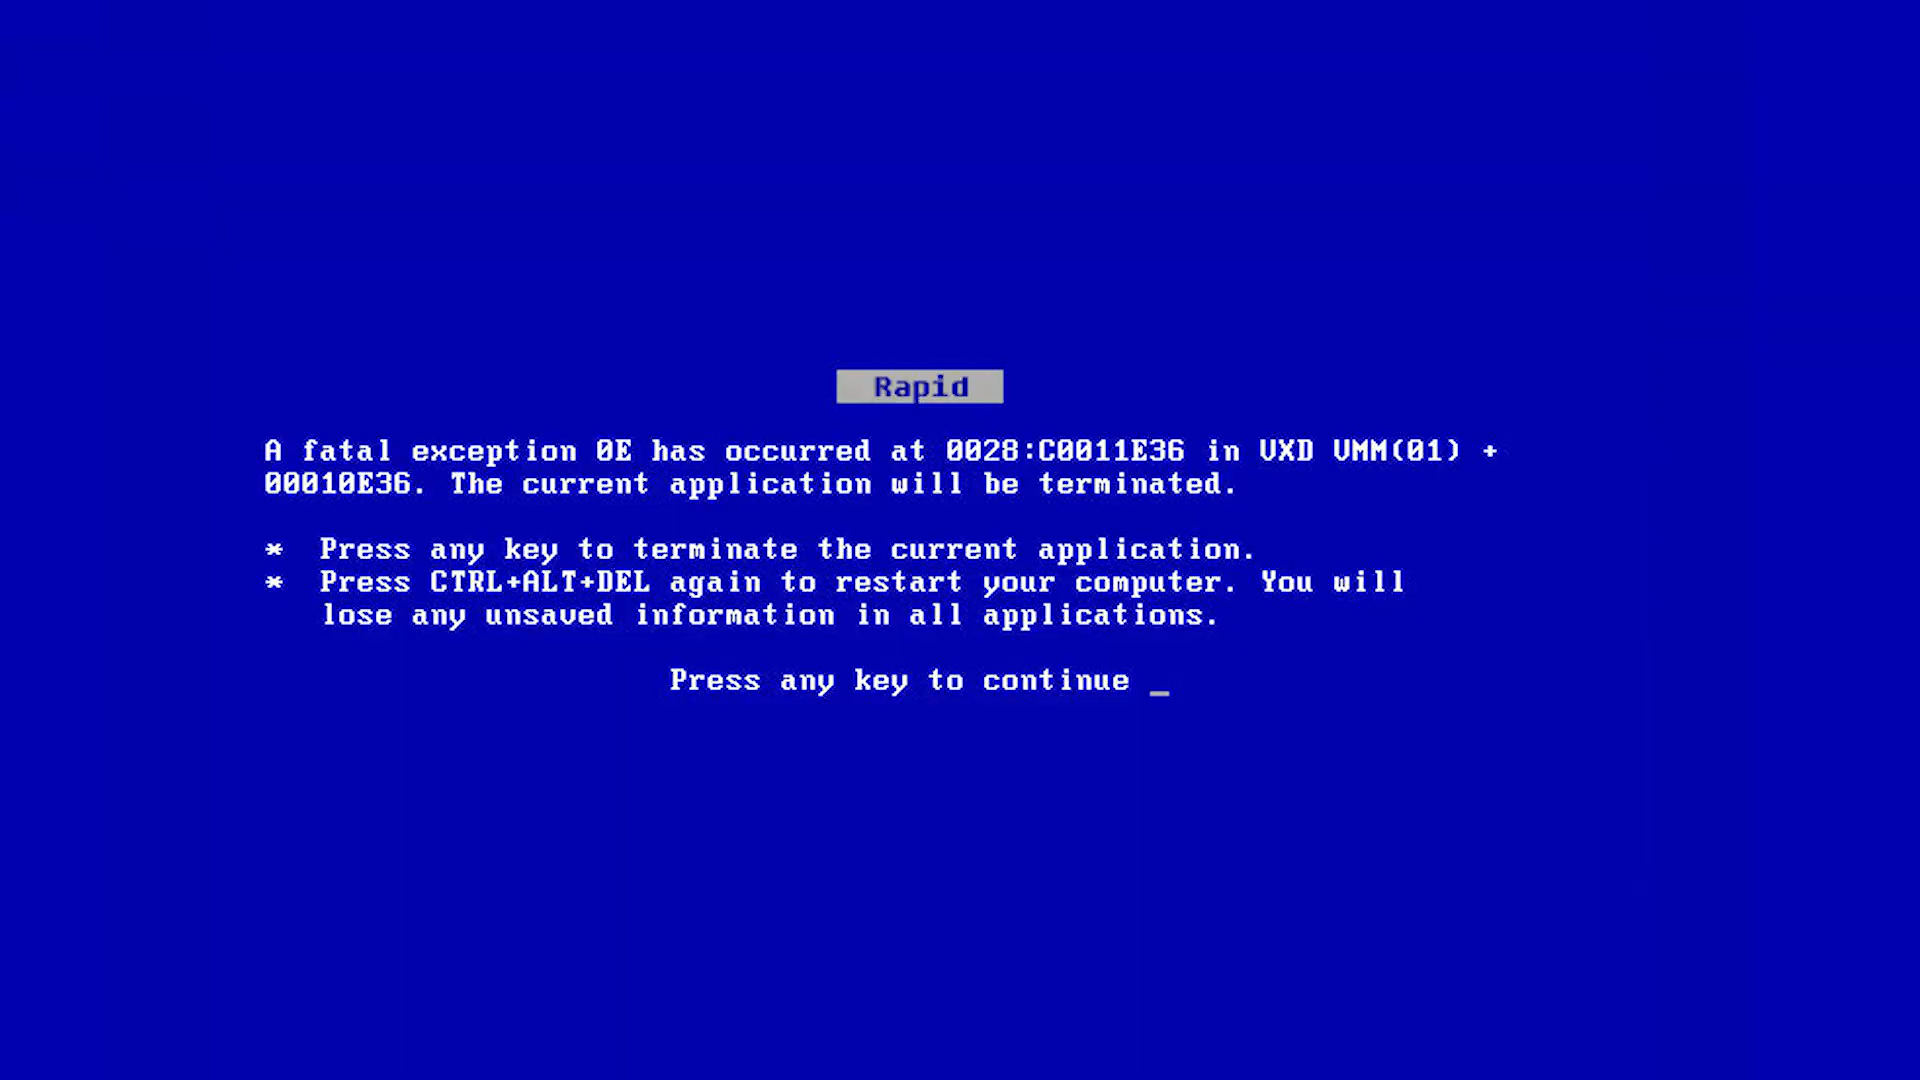 Rapid
A fatal exception 0E has occurred at 0028:C0011E36 in VXD VMM(01) +
00010E36. The current application will be terminated.
* Press any key to terminate the current application.
* Press CTRL+ALT+DEL again to restart your computer. You will
lose any unsaved information in all applications.
Press any key to continue _